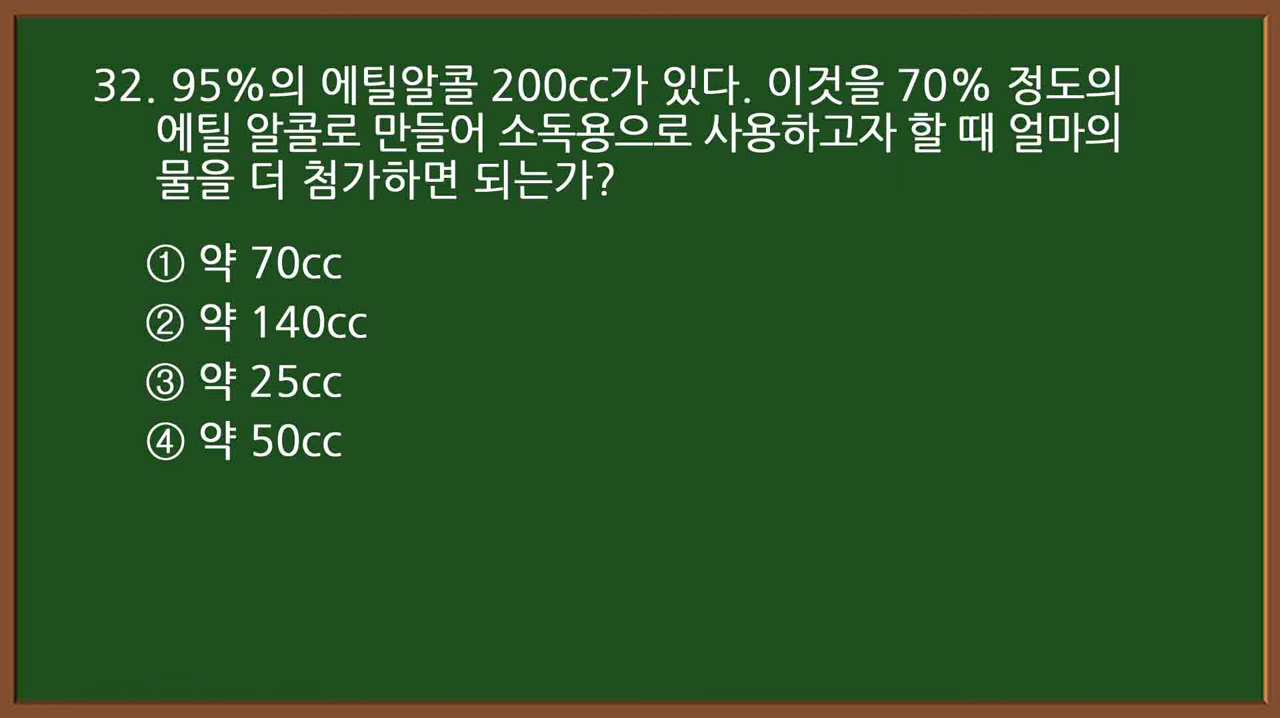 32. 95%의 에틸알콜 200cc가 있다. 이것을 70% 정도의
에틸 알콜로 만들어 소독용으로 사용하고자 할 때 얼마의
물을 더 첨가하면 되는가?
① 약 70cc
② 약 140cc
③ 약 25cc
④ 약 50cc